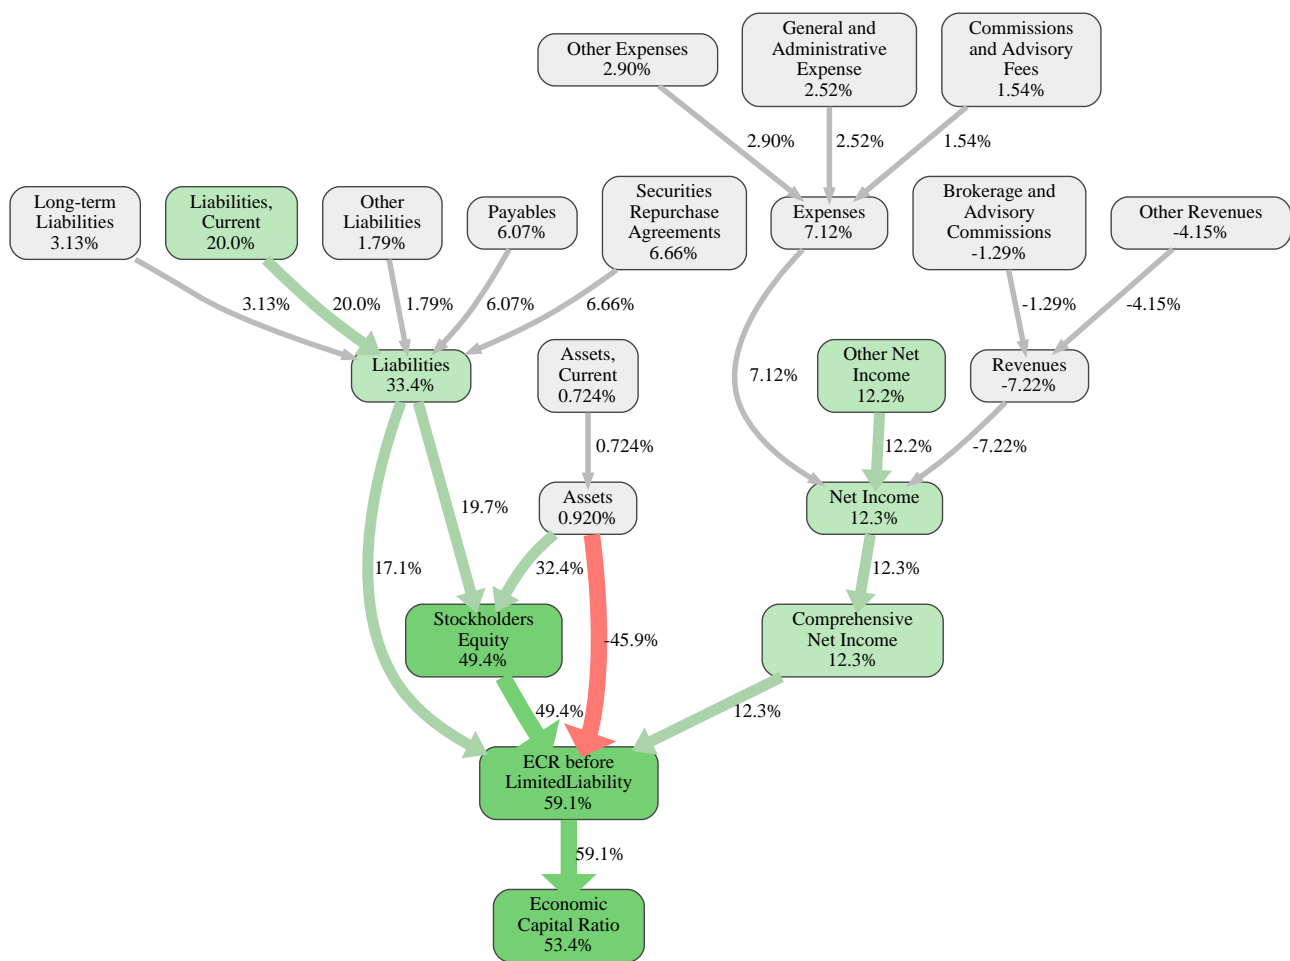 Other Expenses
2.90%
General and
Administrative
Expense
2.52%
Commissions
and Advisory
Fees
1.54%
2.90%
2.52%
1.54%
Long-term
Liabilities
3.13%
Liabilities,
Current
20.0%
Other
Liabilities
1.79%
Payables
6.07%
Securities
Repurchase
Agreements
6.66%
Expenses
7.12%
Brokerage and
Advisory
Commissions
-1.29%
Other Revenues
-4.15%
3.13%
20.0%
1.79%
6.07%
6.66%
-1.29%
-4.15%
Liabilities
33.4%
Assets,
Current
0.724%
7.12%
Other Net
Income
12.2%
Revenues
-7.22%
0.724%
12.2%
-7.22%
19.7%
Assets
0.920%
Net Income
12.3%
17.1%
32.4%
12.3%
Stockholders
Equity
49.4%
-45.9%
Comprehensive
Net Income
12.3%
49.4%
12.3%
ECR before
LimitedLiability
59.1%
59.1%
Economic
Capital Ratio
53.4%